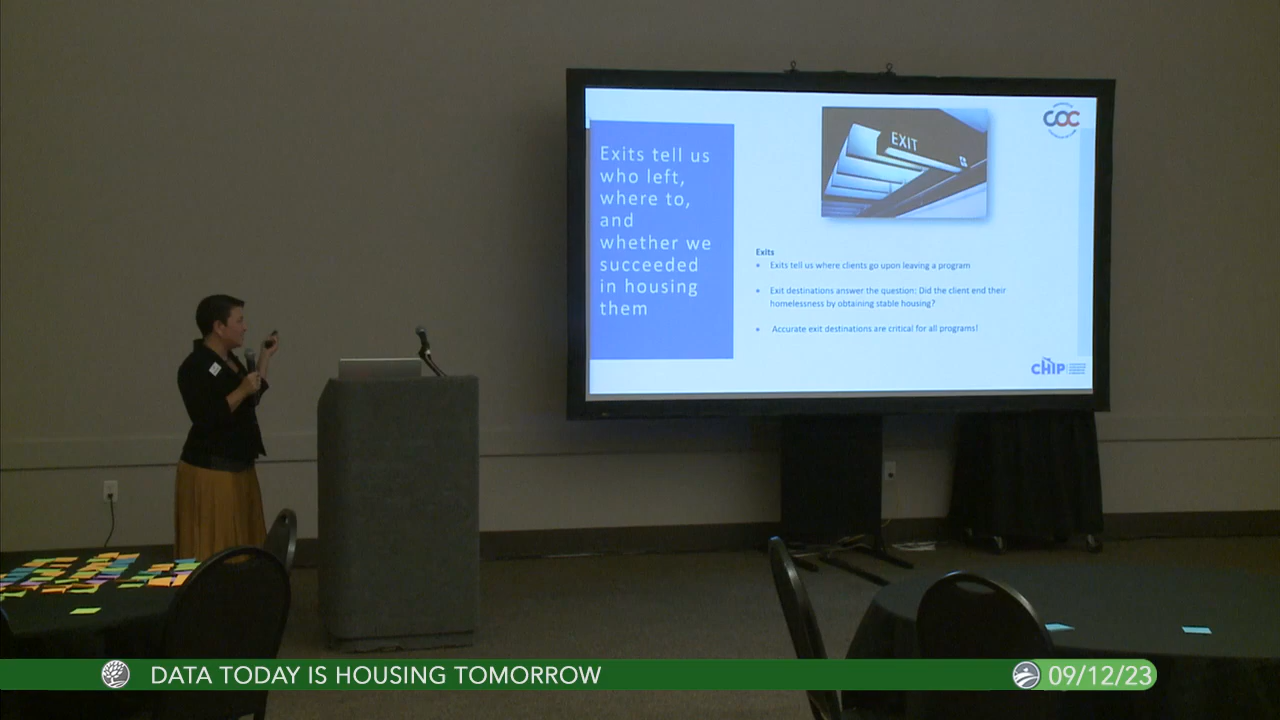 Exits tell us
who left,
where to,
and
whether we
succeeded
in housing
them
EXIT
COC
Exits
• Exits tell us where clients go upon leaving a program
• Exit destinations answer the question: Did the client end their
homelessness by obtaining stable housing?
• Accurate exit destinations are critical for all programs!
CHIP
DATA TODAY IS HOUSING TOMORROW
09/12/23